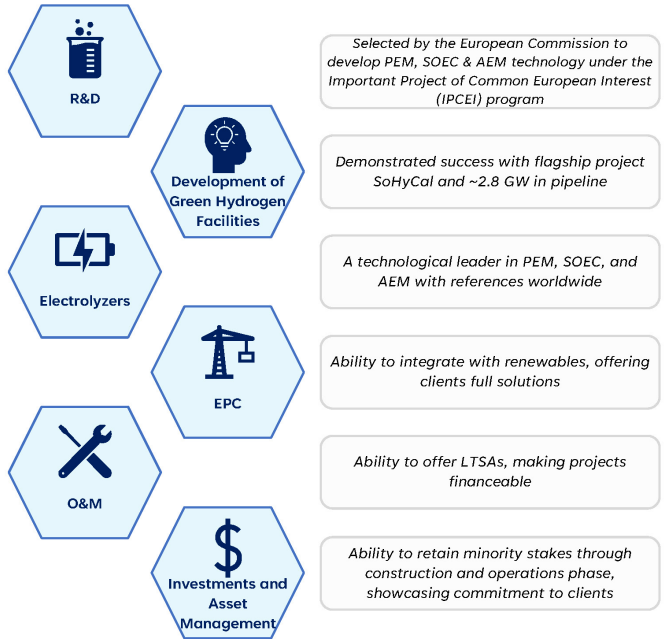 R&D
Selected by the European Commission to
develop PEM, SOEC & AEM technology under the
Important Project of Common European Interest
(IPCEI) program
Development of
Green Hydrogen
Facilities
Demonstrated success with flagship project
SoHyCal and ~2.8 GW in pipeline
Electrolyzers
A technological leader in PEM, SOEC, and
AEM with references worldwide
EPC
Ability to integrate with renewables, offering
clients full solutions
O&M
Ability to offer LTSAs, making projects
financeable
Investments and
Asset
Management
Ability to retain minority stakes through
construction and operations phase,
showcasing commitment to clients